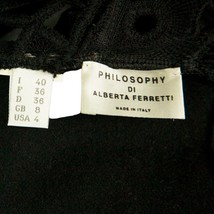 I 40
F 36
D 36
GB 8
USA 4
PHILOSOPHY
DI
ALBERTA FERRETTI
MADE IN ITALY